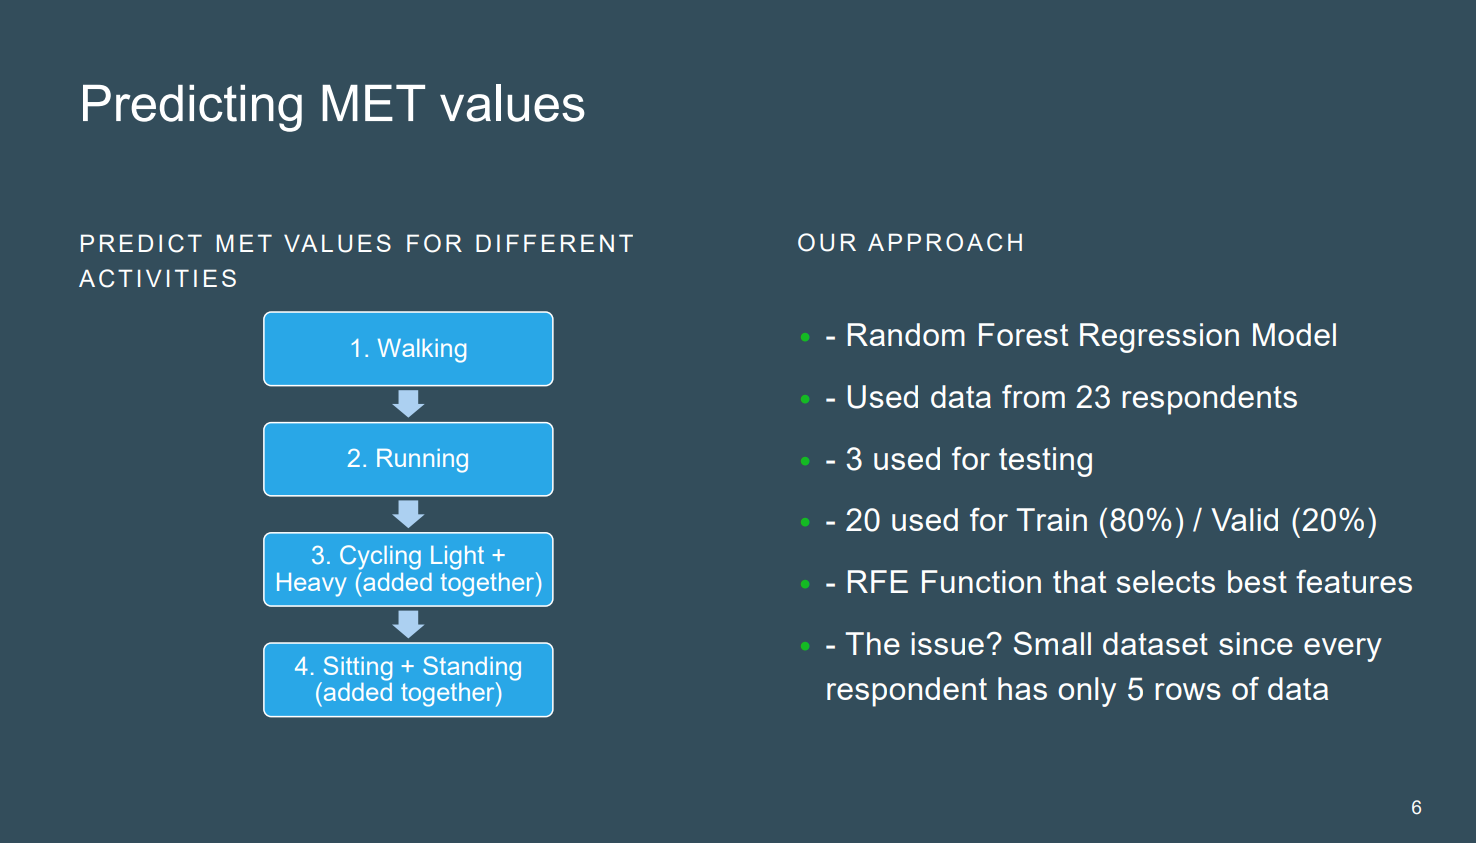 Predicting MET values
PREDICT MET VALUES FOR DIFFERENT
ACTIVITIES
1. Walking
2. Running
3. Cycling Light +
Heavy (added together)
4. Sitting + Standing
(added together)
OUR APPROACH
• - Random Forest Regression Model
• - Used data from 23 respondents
• - 3 used for testing
• - 20 used for Train (80%) / Valid (20%)
• - RFE Function that selects best features
• - The issue? Small dataset since every
respondent has only 5 rows of data
6